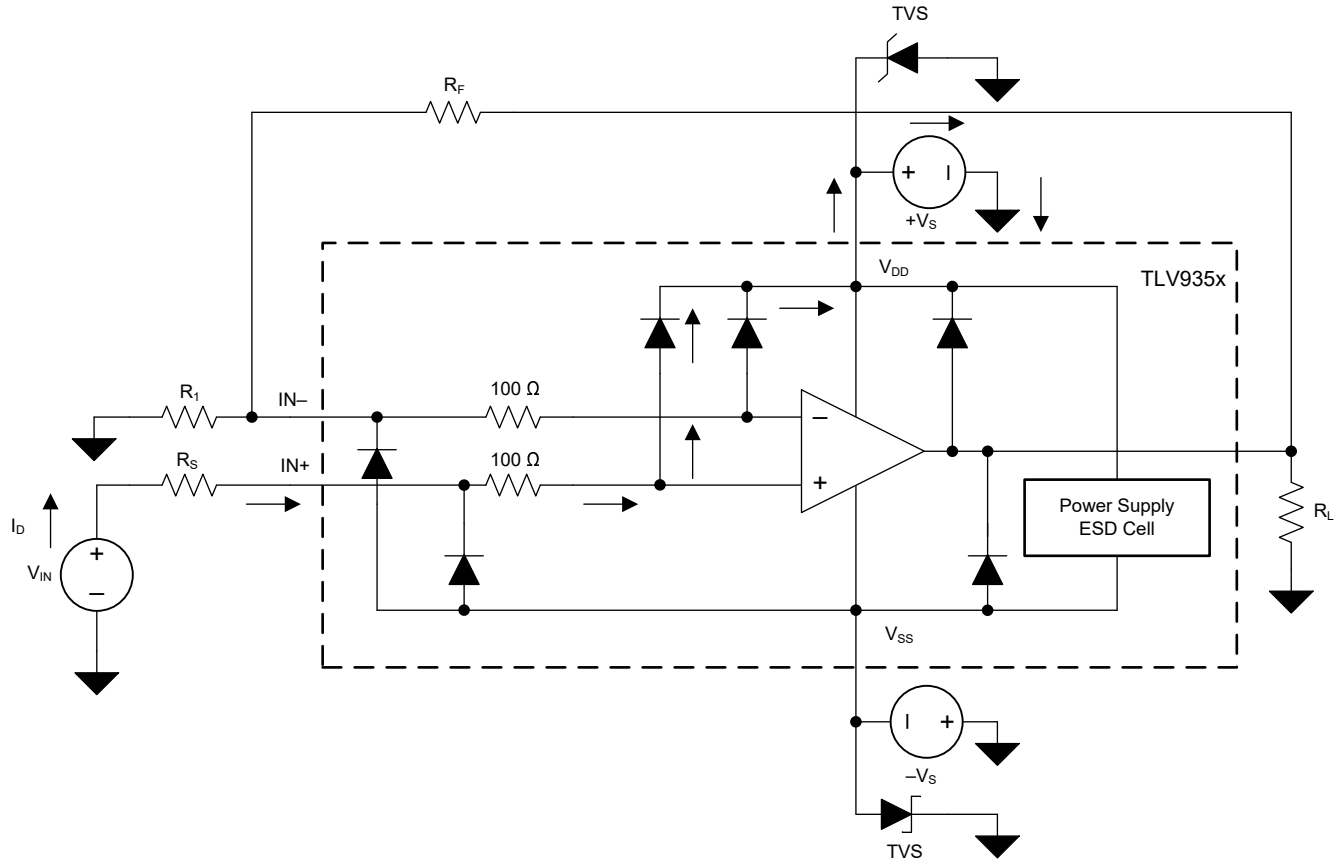 TVS
R_F
+ –
+V_S
V_DD
TLV935x
R_1
IN–
100 Ω
–
R_S
IN+
100 Ω
+
Power Supply
ESD Cell
R_L
I_D
V_IN
+
–
V_SS
– +
–V_S
TVS